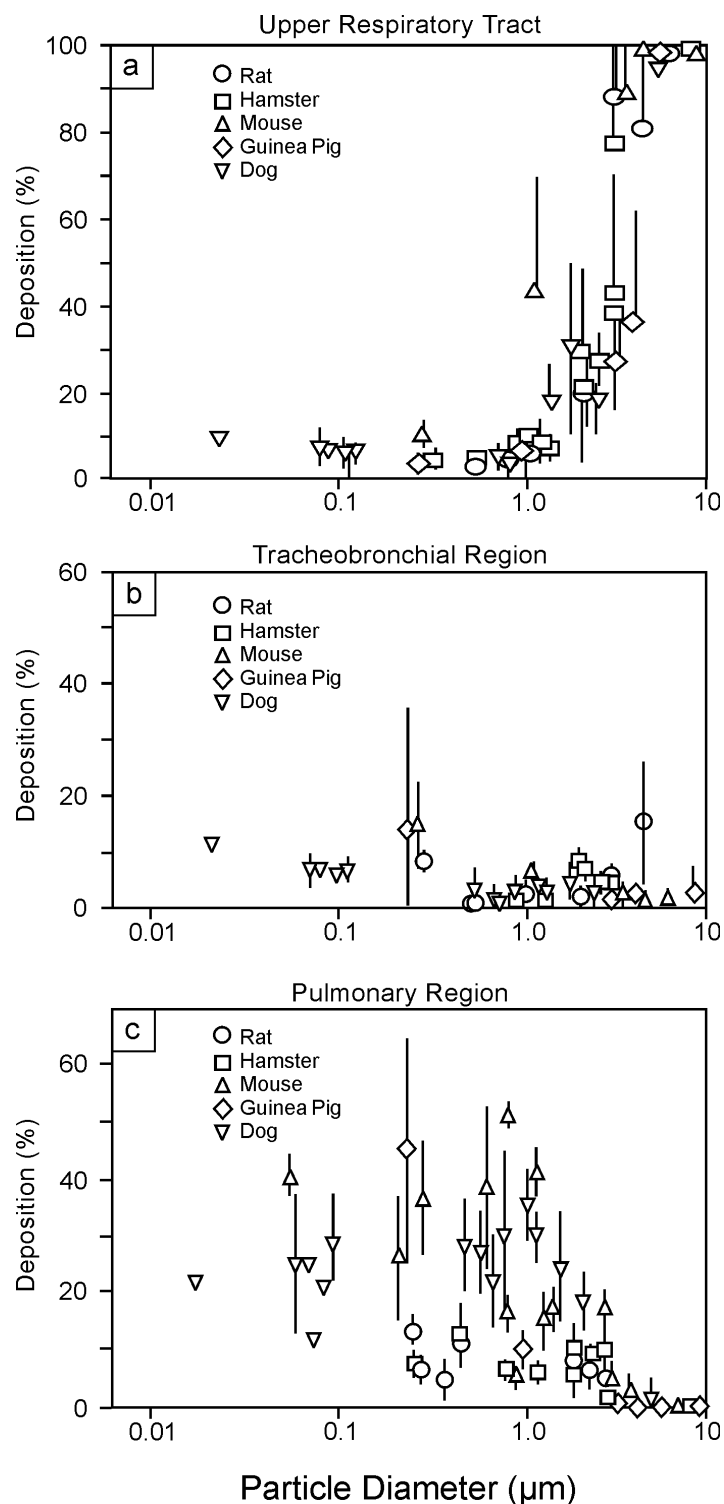 Upper Respiratory Tract
a
Rat
Hamster
Mouse
Guinea Pig
Dog
Deposition (%)
100
80
60
40
20
0
0.01 0.1 1.0 10
Tracheobronchial Region
b
Rat
Hamster
Mouse
Guinea Pig
Dog
Deposition (%)
60
40
20
0
0.01 0.1 1.0 10
Pulmonary Region
c
Rat
Hamster
Mouse
Guinea Pig
Dog
Deposition (%)
60
40
20
0
0.01 0.1 1.0 10
Particle Diameter (µm)